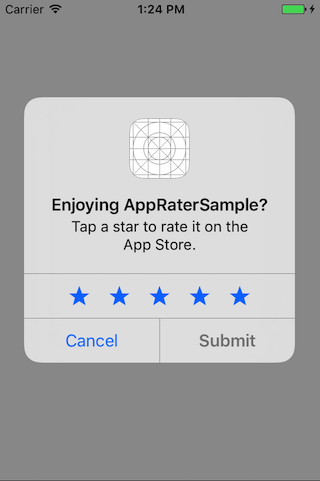 Carrier 1:24 PM
Enjoying AppRaterSample?
Tap a star to rate it on the
App Store.
Cancel Submit